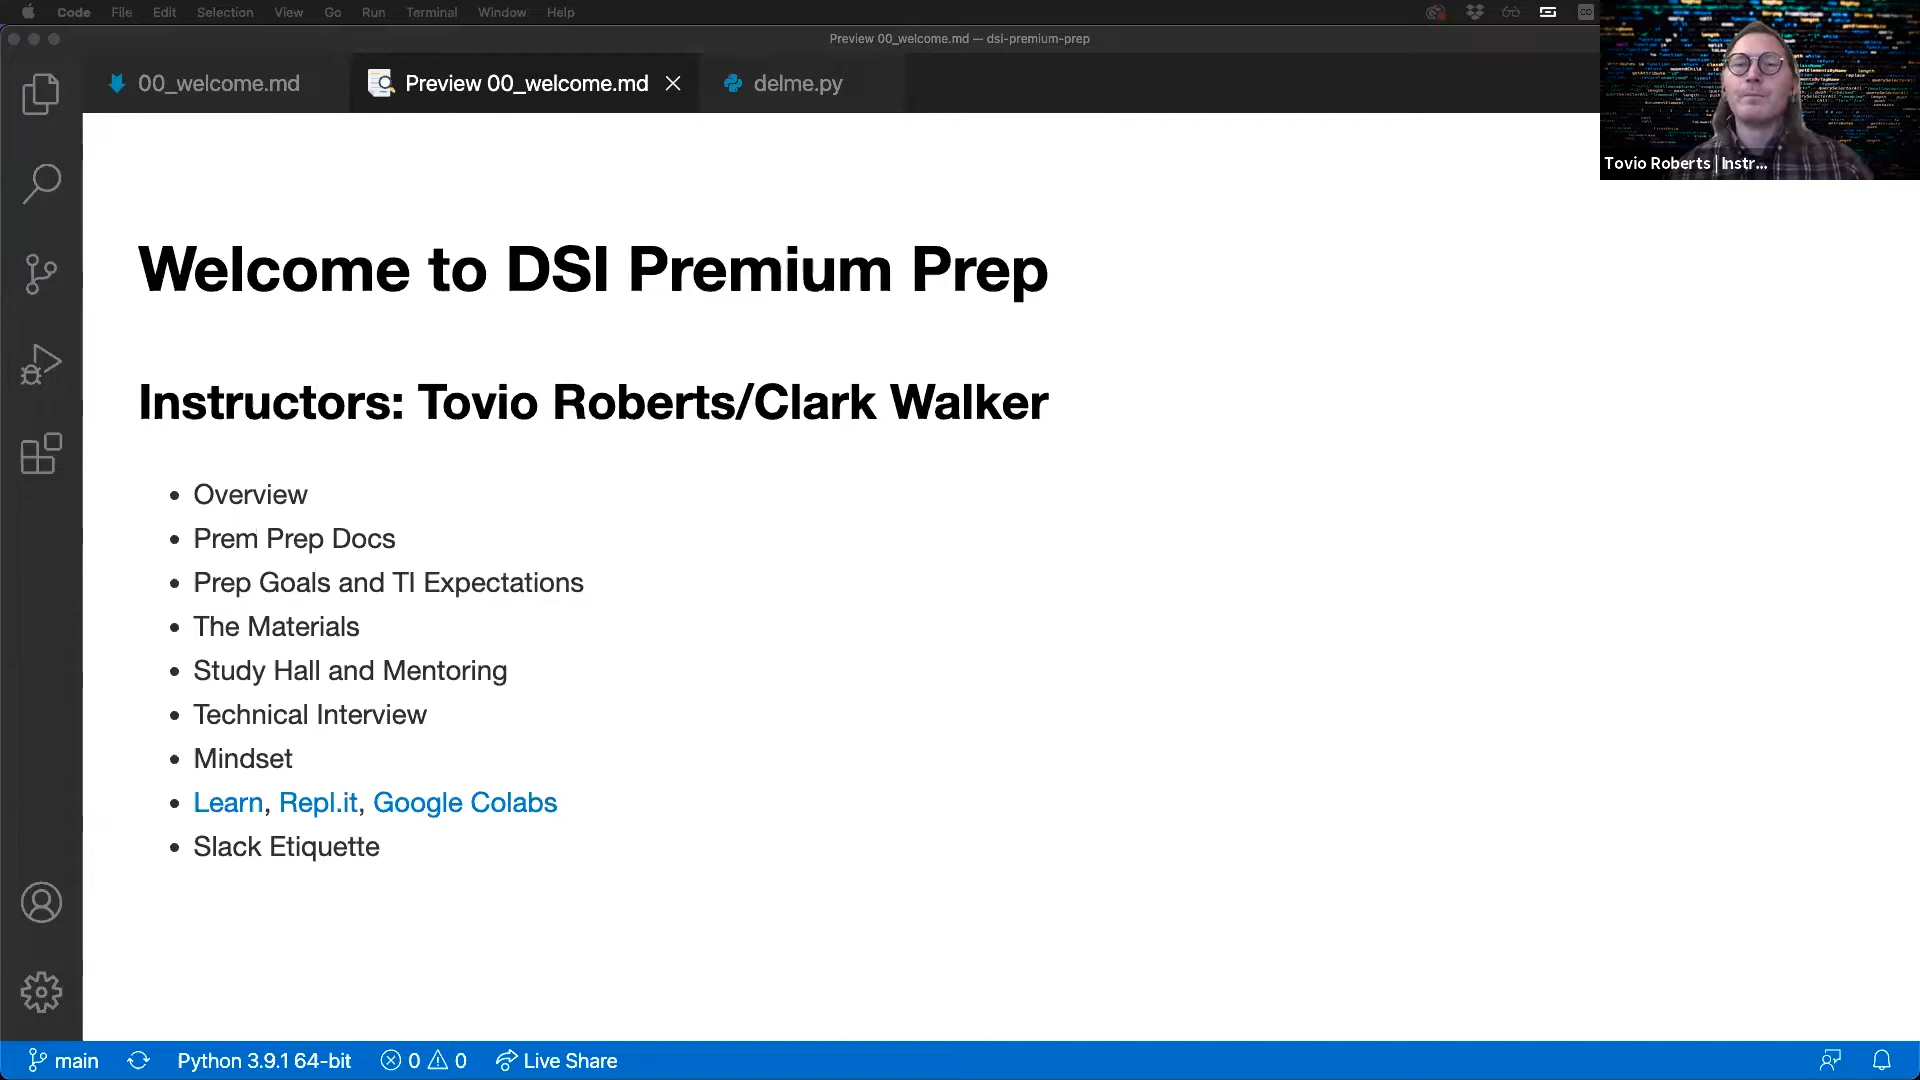 Code File Edit Selection View Go Run Terminal Window Help
Preview 00_welcome.md — dsi-premium-prep
00_welcome.md
Preview 00_welcome.md
delme.py
Tovio Roberts | Instr...
Welcome to DSI Premium Prep
Instructors: Tovio Roberts/Clark Walker
• Overview
• Prem Prep Docs
• Prep Goals and TI Expectations
• The Materials
• Study Hall and Mentoring
• Technical Interview
• Mindset
• Learn, Repl.it, Google Colabs
• Slack Etiquette
main Python 3.9.1 64-bit 0 0 Live Share